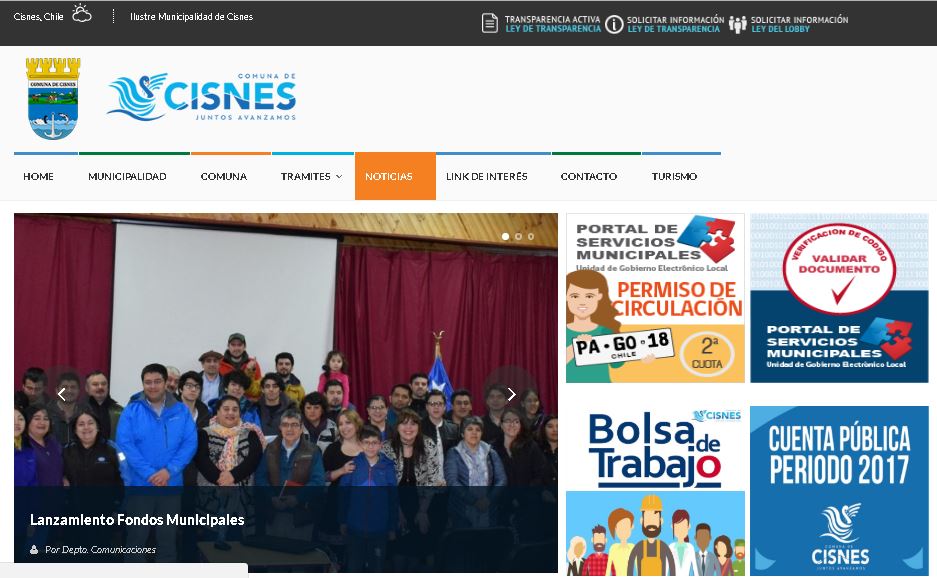 Cisnes, Chile
Ilustre Municipalidad de Cisnes
TRANSPARENCIA ACTIVA
LEY DE TRANSPARENCIA
SOLICITAR INFORMACIÓN
LEY DE TRANSPARENCIA
SOLICITAR INFORMACIÓN
LEY DEL LOBBY
COMUNA DE CISNES
COMUNA DE
CISNES
JUNTOS AVANZAMOS
HOME
MUNICIPALIDAD
COMUNA
TRAMITES
NOTICIAS
LINK DE INTERÉS
CONTACTO
TURISMO
Lanzamiento Fondos Municipales
Por Depto. Comunicaciones
PORTAL DE
SERVICIOS
MUNICIPALES
Unidad de Gobierno Electrónico Local
PERMISO DE
CIRCULACIÓN
PA·GO·18
CHILE
2ª
CUOTA
VERIFICACIÓN DE CODIGO
VALIDAR
DOCUMENTO
PORTAL DE
SERVICIOS
MUNICIPALES
Unidad de Gobierno Electrónico Local
CISNES
Bolsa de
Trabajo
CUENTA PÚBLICA
PERIODO 2017
COMUNA DE
CISNES
JUNTOS AVANZAMOS